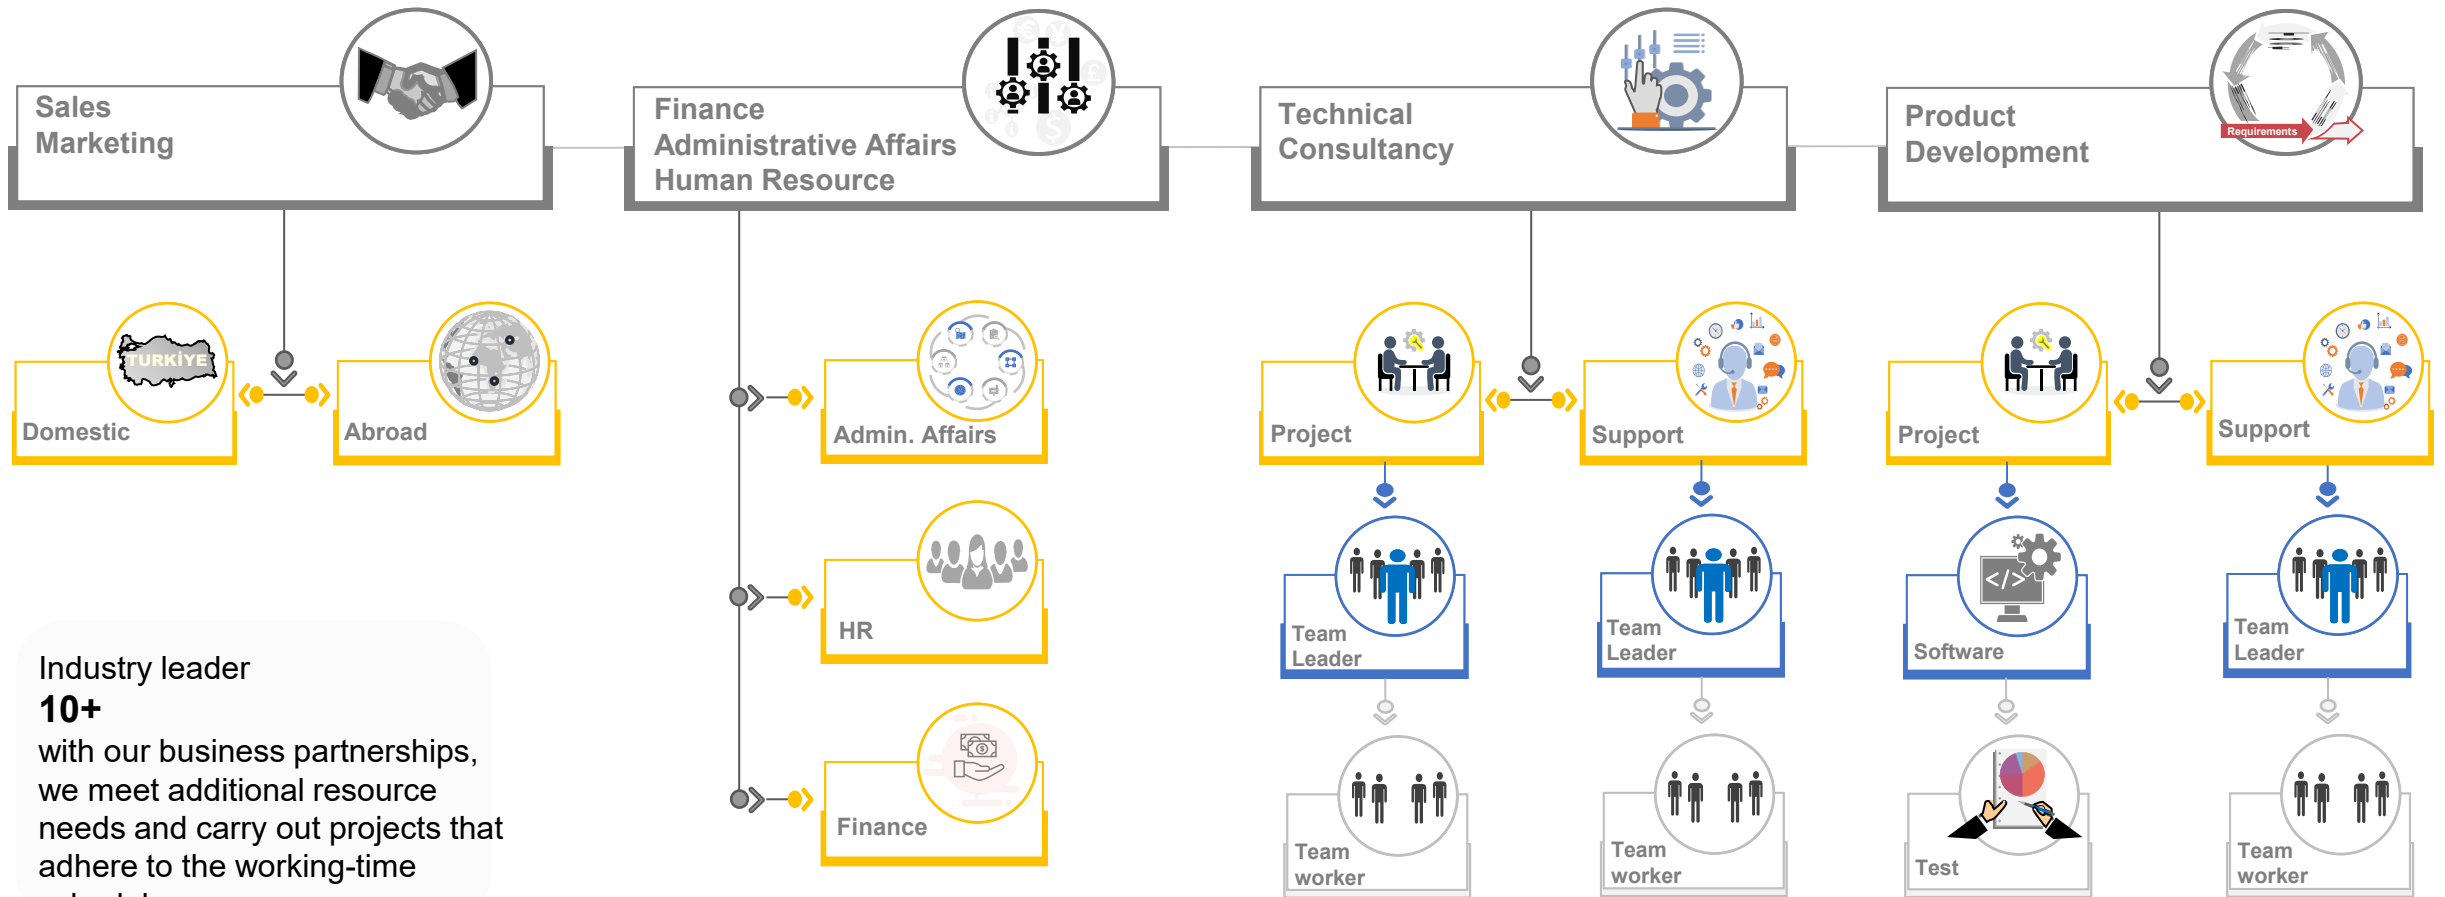 Sales
Marketing
Finance
Administrative Affairs
Human Resource
Technical
Consultancy
Product
Development
Requirements
TURKİYE
Domestic
Abroad
Admin. Affairs
HR
Finance
Project
Support
Project
Support
Team
Leader
Team
Leader
Software
Team
Leader
Team
worker
Team
worker
Test
Team
worker
Industry leader
10+
with our business partnerships,
we meet additional resource
needs and carry out projects that
adhere to the working-time